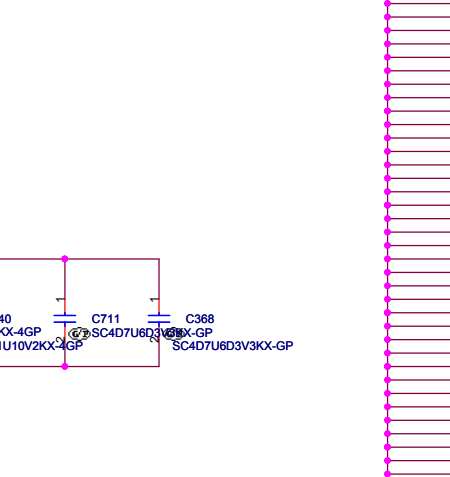 1
1
40
C711
C368
KX-4GP
SC4D7U6D3V3KX-GP
2
2
1U10V2KX-4GP
SC4D7U6D3V3KX-GP